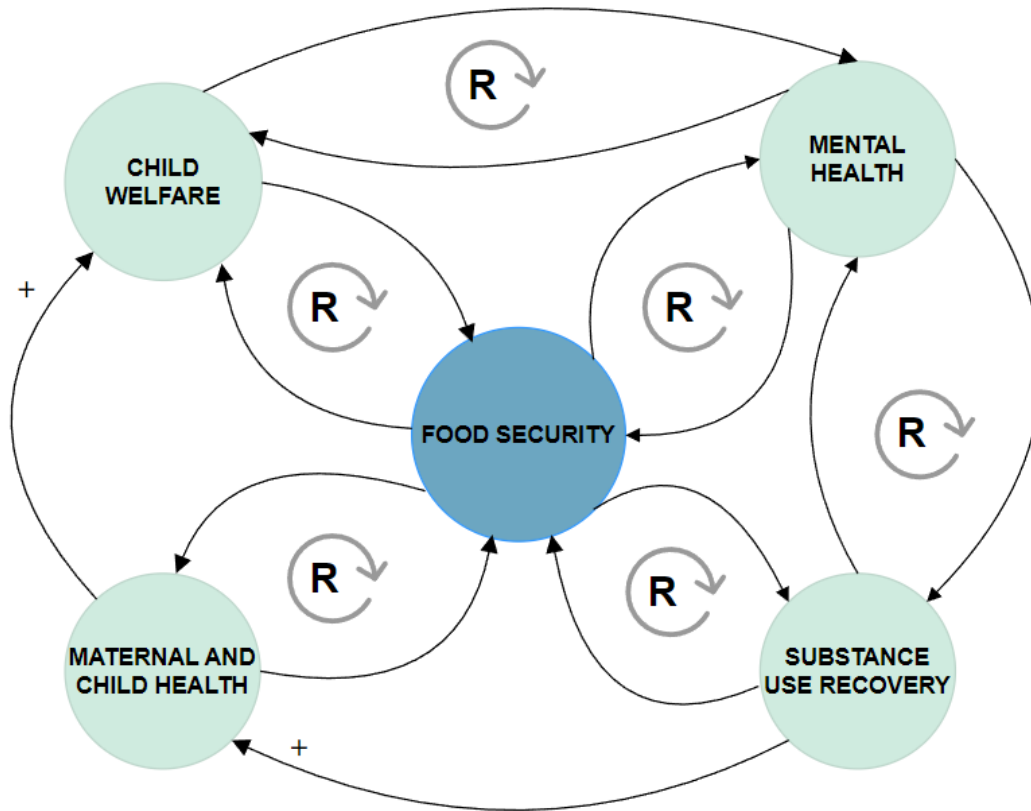 R
CHILD
WELFARE
MENTAL
HEALTH
+
R
R
R
FOOD SECURITY
R
R
MATERNAL AND
CHILD HEALTH
SUBSTANCE
USE RECOVERY
+